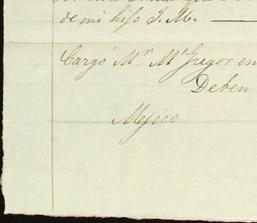 de mi hijo J. M.
Cargó Mr. McGregor en
Deben
Mejico